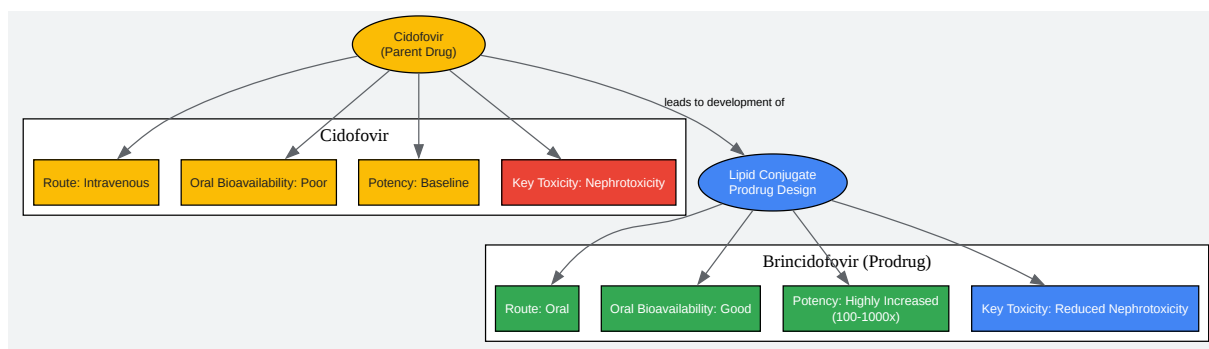 Cidofovir
(Parent Drug)
leads to development of
Cidofovir
Route: Intravenous
Oral Bioavailability: Poor
Potency: Baseline
Key Toxicity: Nephrotoxicity
Lipid Conjugate
Prodrug Design
Brincidofovir (Prodrug)
Route: Oral
Oral Bioavailability: Good
Potency: Highly Increased
(100-1000x)
Key Toxicity: Reduced Nephrotoxicity